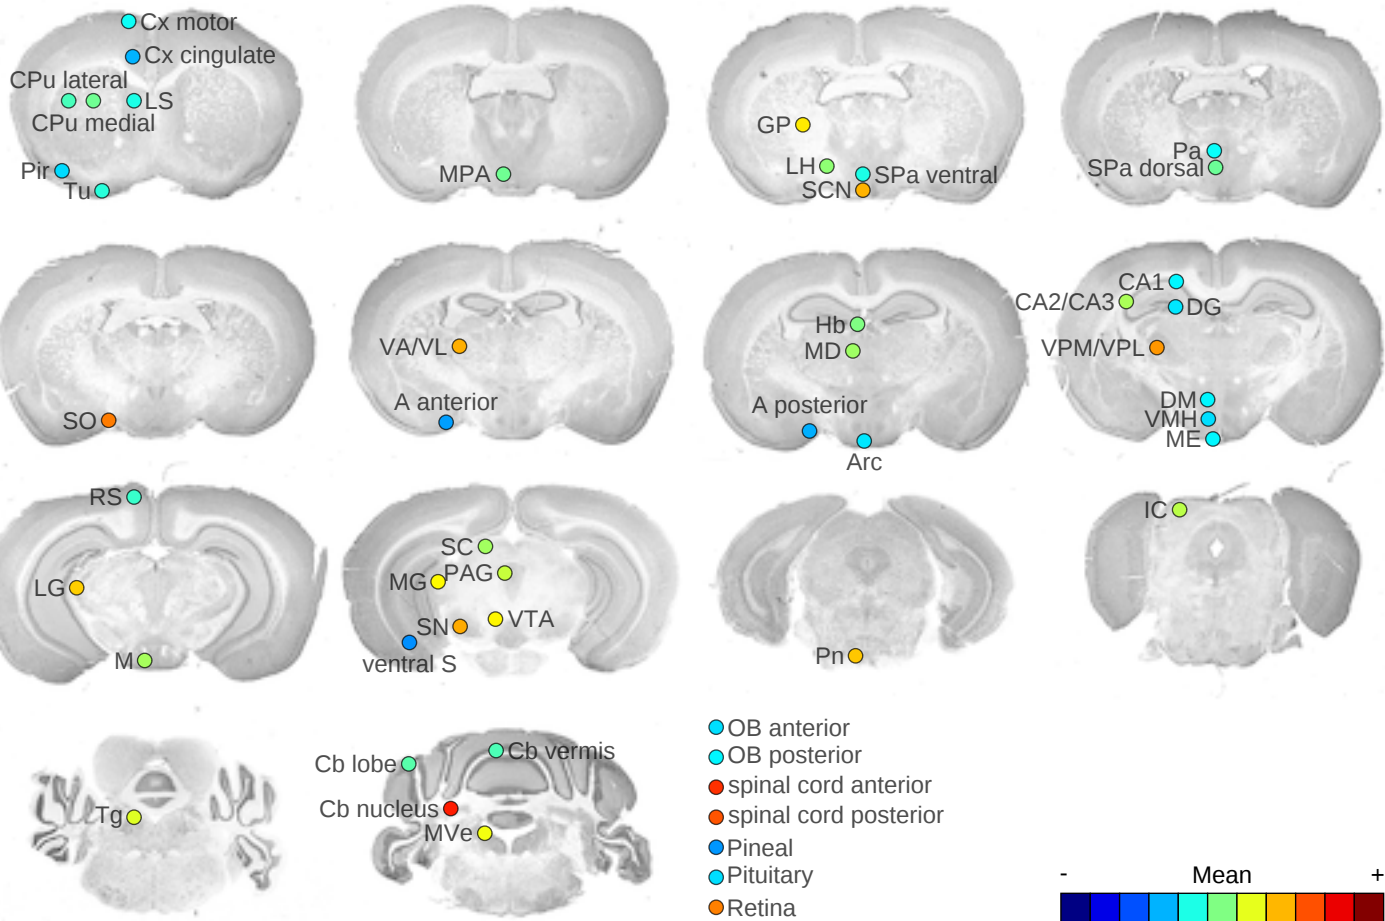 Cx motor
Cx cingulate
CPu lateral
LS
CPu medial
Pir
Tu
MPA
GP
LH
SPa ventral
SCN
Pa
SPa dorsal
SO
VA/VL
A anterior
Hb
MD
A posterior
Arc
CA1
CA2/CA3
DG
VPM/VPL
DM
VMH
ME
RS
LG
M
SC
PAG
MG
VTA
SN
ventral S
Pn
IC
Tg
Cb vermis
Cb lobe
Cb nucleus
MVe
OB anterior
OB posterior
spinal cord anterior
spinal cord posterior
Pineal
Pituitary
Retina
- Mean +